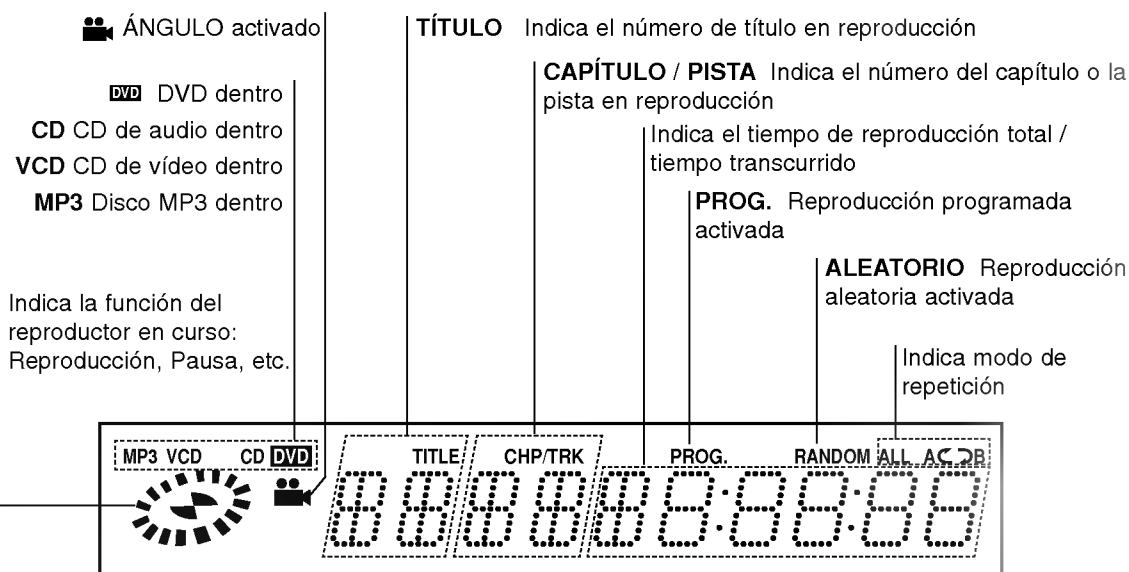 ÁNGULO activado
TÍTULO Indica el número de título en reproducción
CAPÍTULO / PISTA Indica el número del capítulo o la
pista en reproducción
DVD DVD dentro
CD CD de audio dentro
VCD CD de vídeo dentro
MP3 Disco MP3 dentro
Indica el tiempo de reproducción total /
tiempo transcurrido
PROG. Reproducción programada
activada
ALEATORIO Reproducción
aleatoria activada
Indica la función del
reproductor en curso:
Reproducción, Pausa, etc.
Indica modo de
repetición
MP3 VCD CD DVD TITLE CHP/TRK PROG. RANDOM ALL A B